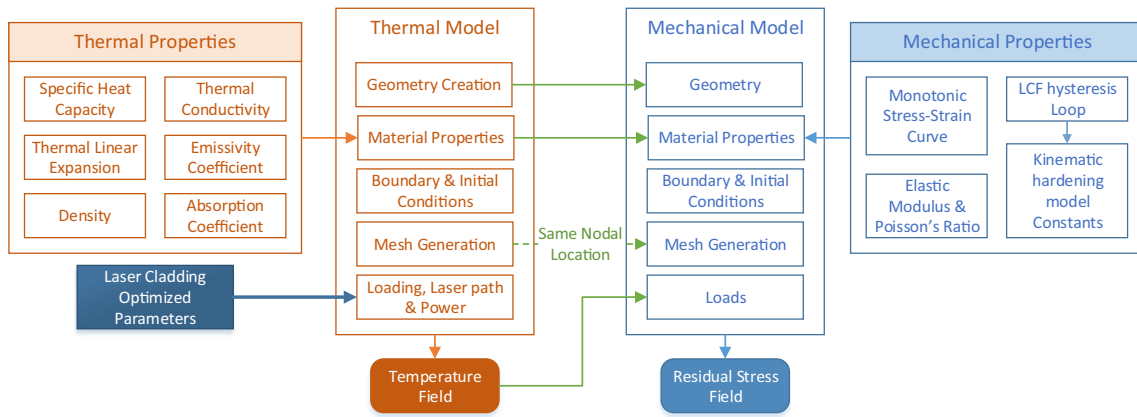 Thermal Properties
Specific Heat
Capacity
Thermal
Conductivity
Thermal Linear
Expansion
Emissivity
Coefficient
Density
Absorption
Coefficient
Laser Cladding
Optimized
Parameters
Thermal Model
Geometry Creation
Material Properties
Boundary & Initial
Conditions
Mesh Generation
Loading, Laser path
& Power
Temperature
Field
Same Nodal
Location
Mechanical Model
Geometry
Material Properties
Boundary & Initial
Conditions
Mesh Generation
Loads
Residual Stress
Field
Mechanical Properties
Monotonic
Stress-Strain
Curve
LCF hysteresis
Loop
Elastic
Modulus &
Poisson's Ratio
Kinematic
hardening
model
Constants